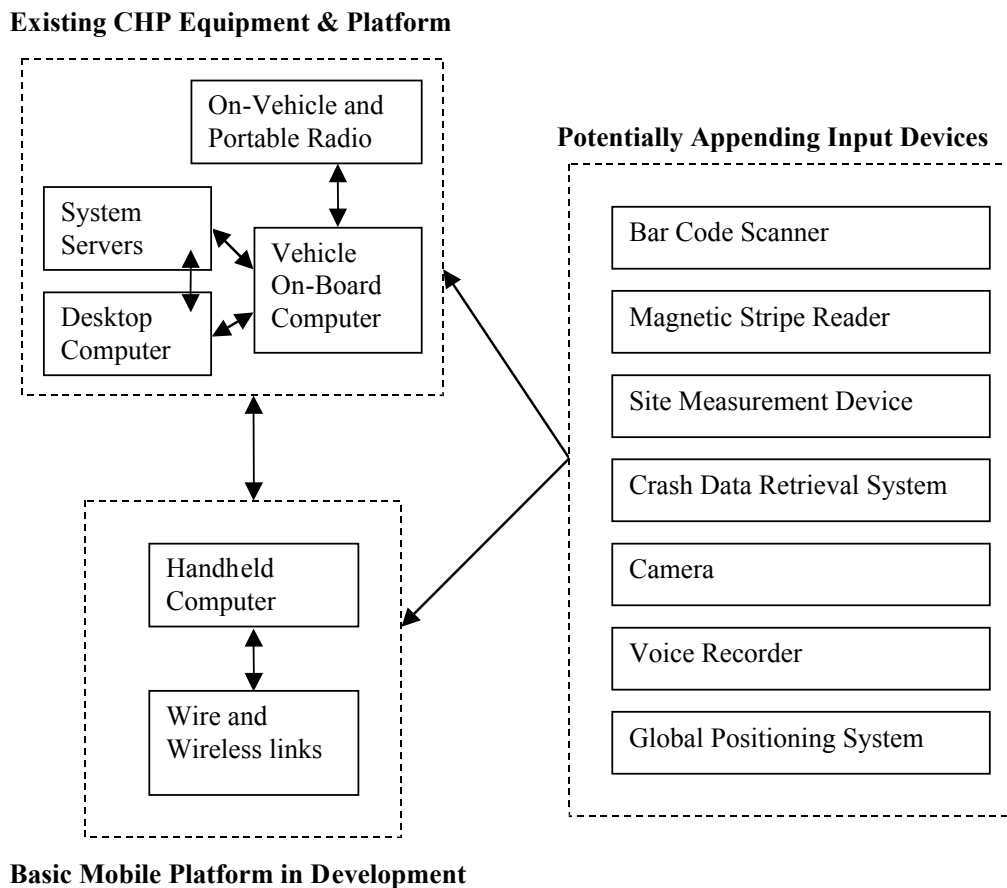 Existing CHP Equipment & Platform
On-Vehicle and
Portable Radio
System
Servers
Vehicle
On-Board
Computer
Desktop
Computer
Handheld
Computer
Wire and
Wireless links
Basic Mobile Platform in Development
Potentially Appending Input Devices
Bar Code Scanner
Magnetic Stripe Reader
Site Measurement Device
Crash Data Retrieval System
Camera
Voice Recorder
Global Positioning System